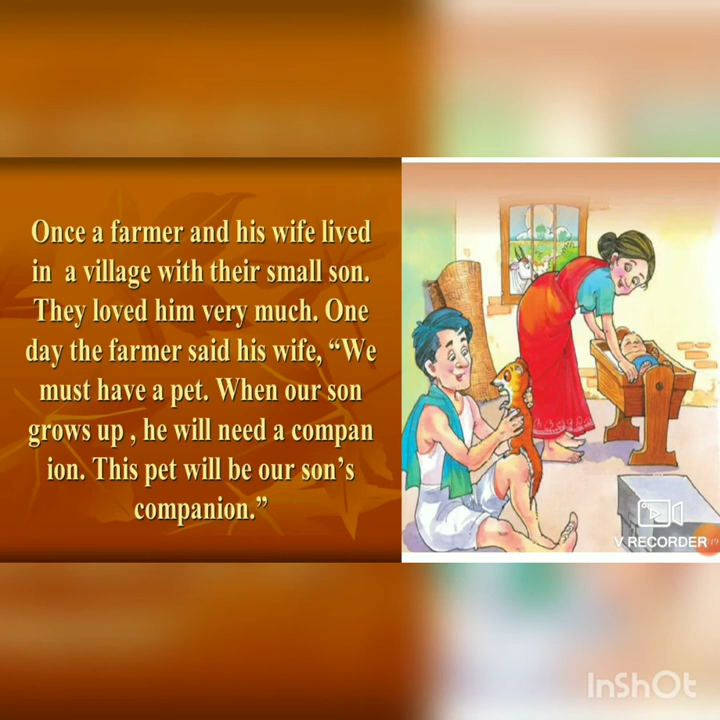 Once a farmer and his wife lived
in a village with their small son.
They loved him very much. One
day the farmer said his wife, “We
must have a pet. When our son
grows up , he will need a compan
ion. This pet will be our son’s
companion.”
V RECORDER
InShOt